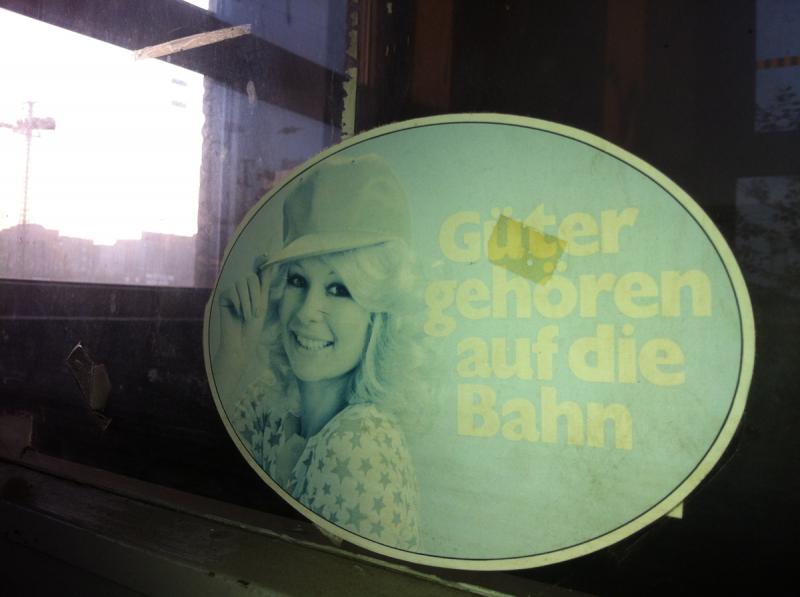 Güter
gehören
auf die
Bahn